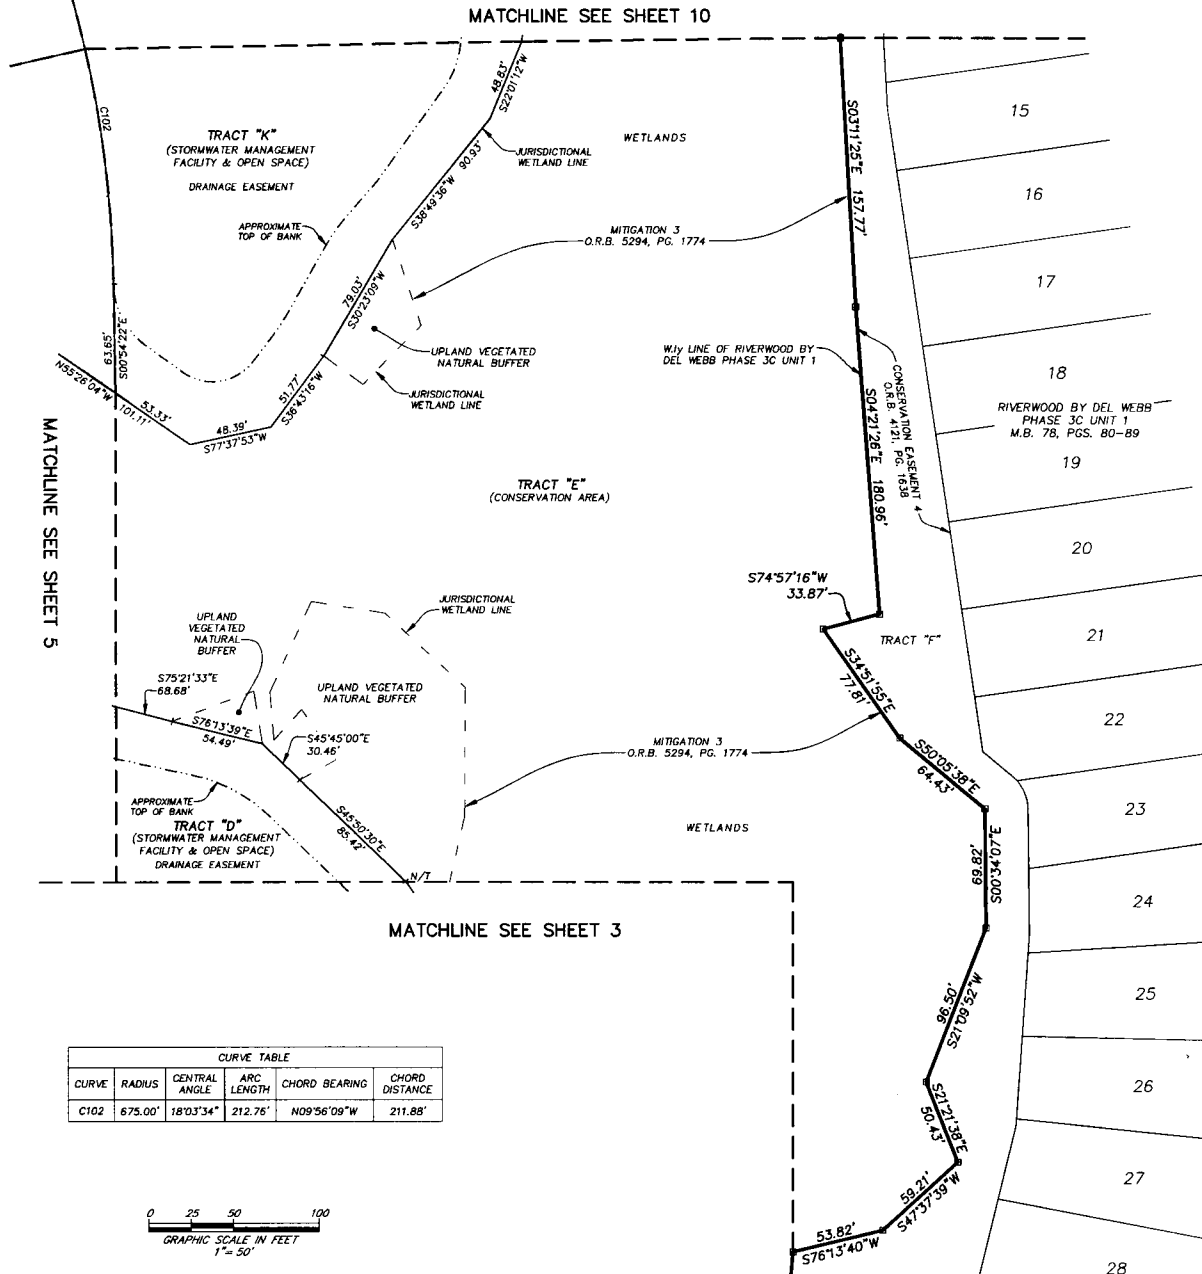 MATCHLINE SEE SHEET 10
C102
TRACT "K"
(STORMWATER MANAGEMENT
FACILITY & OPEN SPACE)
DRAINAGE EASEMENT
APPROXIMATE
TOP OF BANK
48.83'
S22°01'12"W
JURISDICTIONAL
WETLAND LINE
90.93'
S38°49'36"W
WETLANDS
MITIGATION 3
O.R.B. 5294, PG. 1774
S03°11'25"E 157.77'
15
16
17
18
RIVERWOOD BY DEL WEBB
PHASE 3C UNIT 1
M.B. 78, PGS. 80-89
19
20
21
22
23
24
25
26
27
28
79.03'
S30°23'09"W
UPLAND VEGETATED
NATURAL BUFFER
JURISDICTIONAL
WETLAND LINE
W.ly LINE OF RIVERWOOD BY
DEL WEBB PHASE 3C UNIT 1
CONSERVATION EASEMENT 4
O.R.B. 4121, PG. 1638
S04°21'26"E 180.96'
63.65'
S00°54'22"E
N55°26'04"W
53.33'
101.11'
48.39'
S77°37'53"W
51.77'
S36°43'16"W
MATCHLINE SEE SHEET 5
TRACT "E"
(CONSERVATION AREA)
S74°57'16"W
33.87'
TRACT "F"
S34°51'55"E
77.81'
S50°05'38"E
64.43'
69.82'
S00°34'07"E
96.50'
S21°09'52"W
S21°21'38"E
50.43'
59.21'
S47°37'39"W
53.82'
S76°13'40"W
JURISDICTIONAL
WETLAND LINE
UPLAND
VEGETATED
NATURAL
BUFFER
UPLAND VEGETATED
NATURAL BUFFER
S75°21'33"E
68.68'
S76°13'39"E
54.49'
S45°45'00"E
30.46'
S45°50'30"E
85.42'
MITIGATION 3
O.R.B. 5294, PG. 1774
WETLANDS
APPROXIMATE
TOP OF BANK
TRACT "D"
(STORMWATER MANAGEMENT
FACILITY & OPEN SPACE)
DRAINAGE EASEMENT
N/T
MATCHLINE SEE SHEET 3
CURVE TABLE
CURVE RADIUS CENTRAL ANGLE ARC LENGTH CHORD BEARING CHORD DISTANCE
C102 675.00' 18°03'34" 212.76' N09°56'09"W 211.88'
0 25 50 100
GRAPHIC SCALE IN FEET
1"= 50'